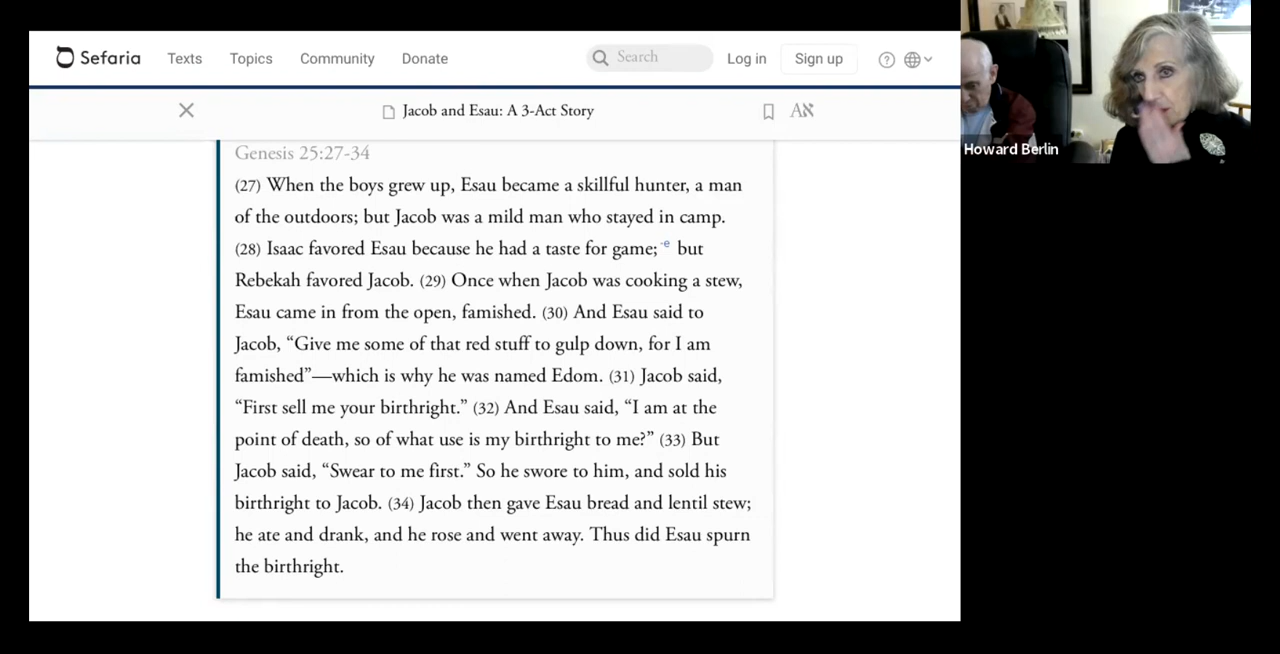 Sefaria Texts Topics Community Donate Search Log in Sign up
Jacob and Esau: A 3-Act Story Aא
Genesis 25:27-34
(27) When the boys grew up, Esau became a skillful hunter, a man
of the outdoors; but Jacob was a mild man who stayed in camp.
(28) Isaac favored Esau because he had a taste for game; -e but
Rebekah favored Jacob. (29) Once when Jacob was cooking a stew,
Esau came in from the open, famished. (30) And Esau said to
Jacob, “Give me some of that red stuff to gulp down, for I am
famished”—which is why he was named Edom. (31) Jacob said,
“First sell me your birthright.” (32) And Esau said, “I am at the
point of death, so of what use is my birthright to me?” (33) But
Jacob said, “Swear to me first.” So he swore to him, and sold his
birthright to Jacob. (34) Jacob then gave Esau bread and lentil stew;
he ate and drank, and he rose and went away. Thus did Esau spurn
the birthright.
Howard Berlin